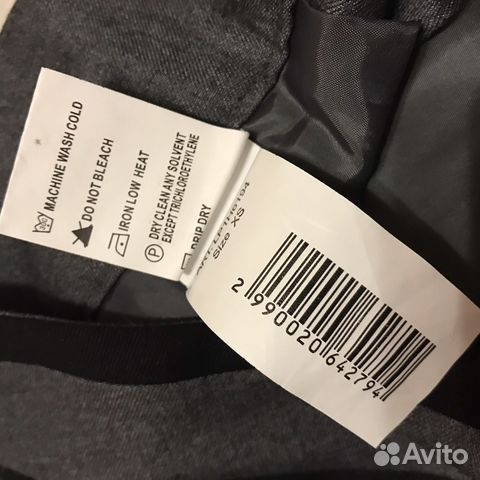 MACHINE WASH COLD
DO NOT BLEACH
IRON LOW HEAT
DRY CLEAN ANY SOLVENT
EXCEPT TRICHLOROETHYLENE
P
DRIP DRY
Size XS
2 990020 642794
Avito